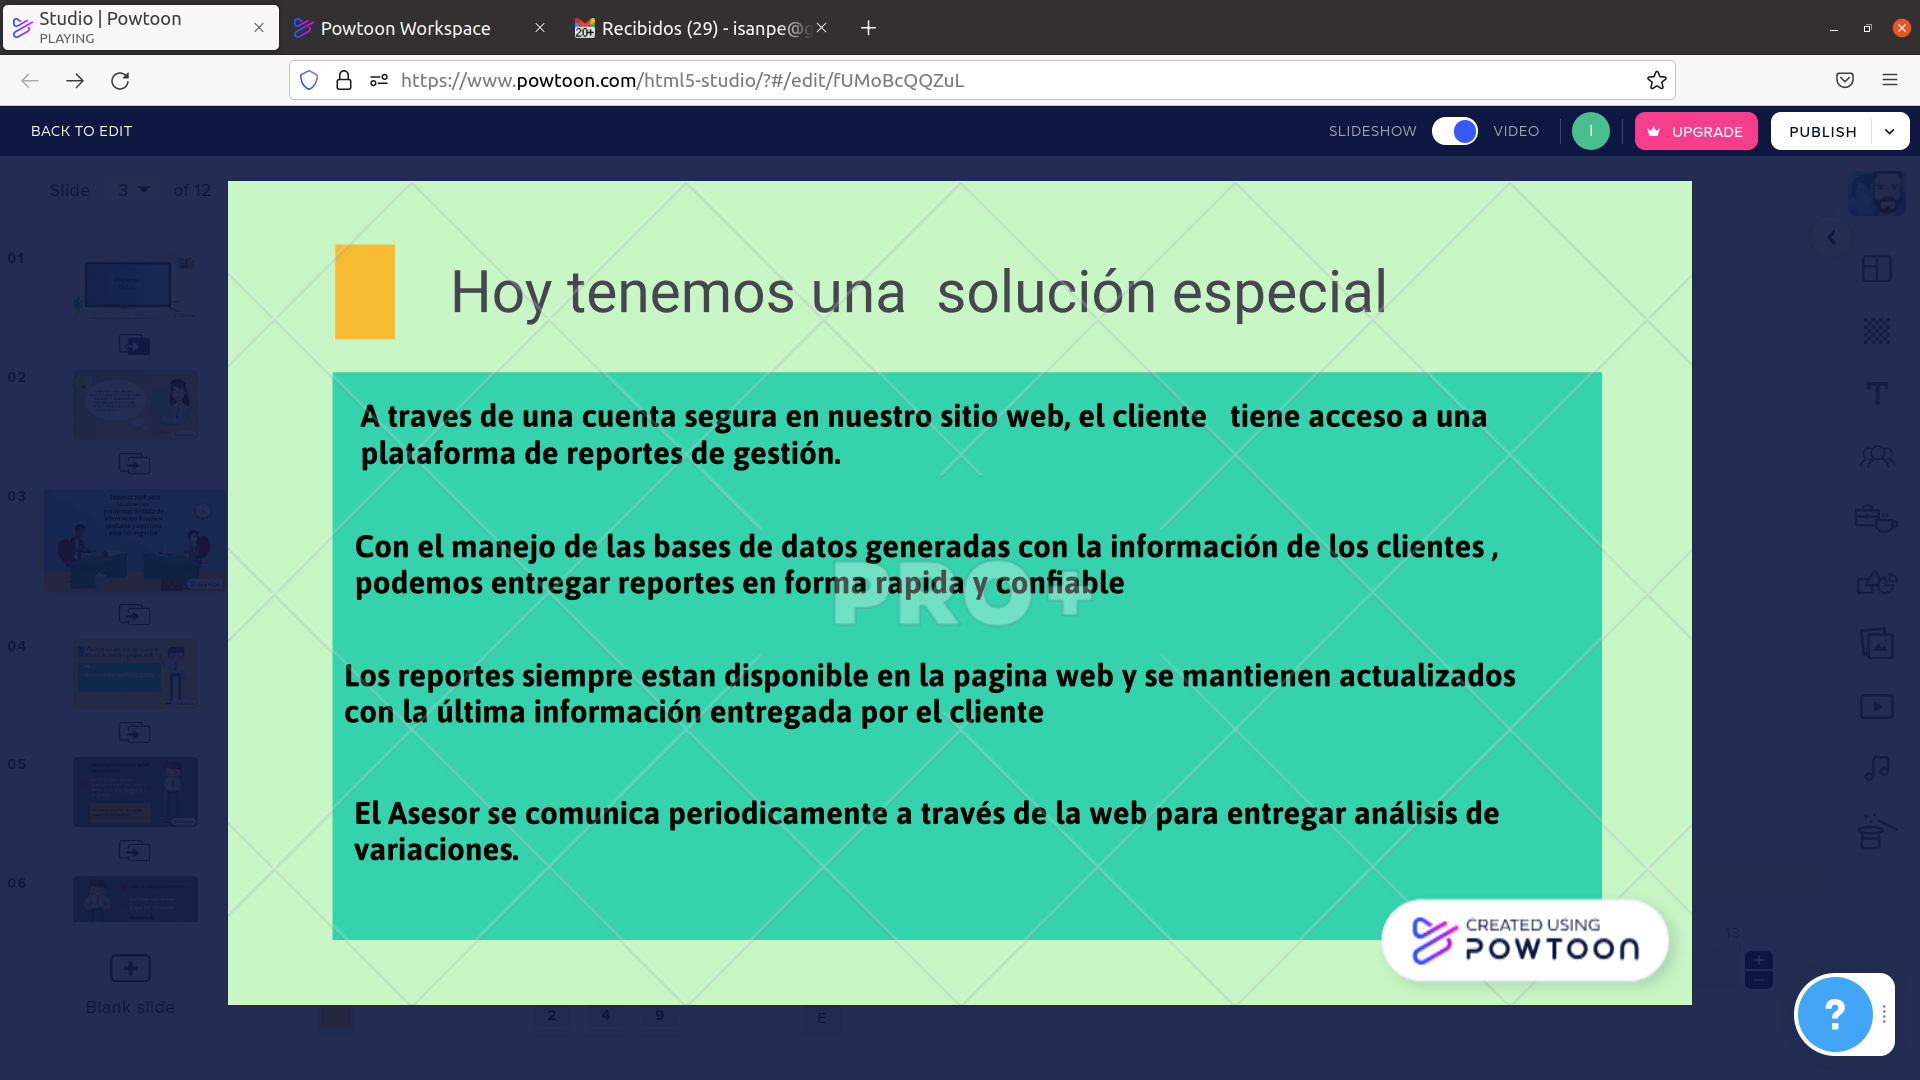 Studio | Powtoon
PLAYING
Powtoon Workspace
20+
Recibidos (29) - isanpe@g
https://www.powtoon.com/html5-studio/?#/edit/fUMoBcQQZuL
BACK TO EDIT
SLIDESHOW
VIDEO
I
UPGRADE
PUBLISH
Slide 3 of 12
01
02
03
04
05
06
Blank slide
Hoy tenemos una solución especial
A traves de una cuenta segura en nuestro sitio web, el cliente tiene acceso a una
plataforma de reportes de gestión.
Con el manejo de las bases de datos generadas con la información de los clientes ,
podemos entregar reportes en forma rapida y confiable
PRO+
Los reportes siempre estan disponible en la pagina web y se mantienen actualizados
con la última información entregada por el cliente
El Asesor se comunica periodicamente a través de la web para entregar análisis de
variaciones.
CREATED USING
POWTOON
13
+
−
2 4 9 E
?